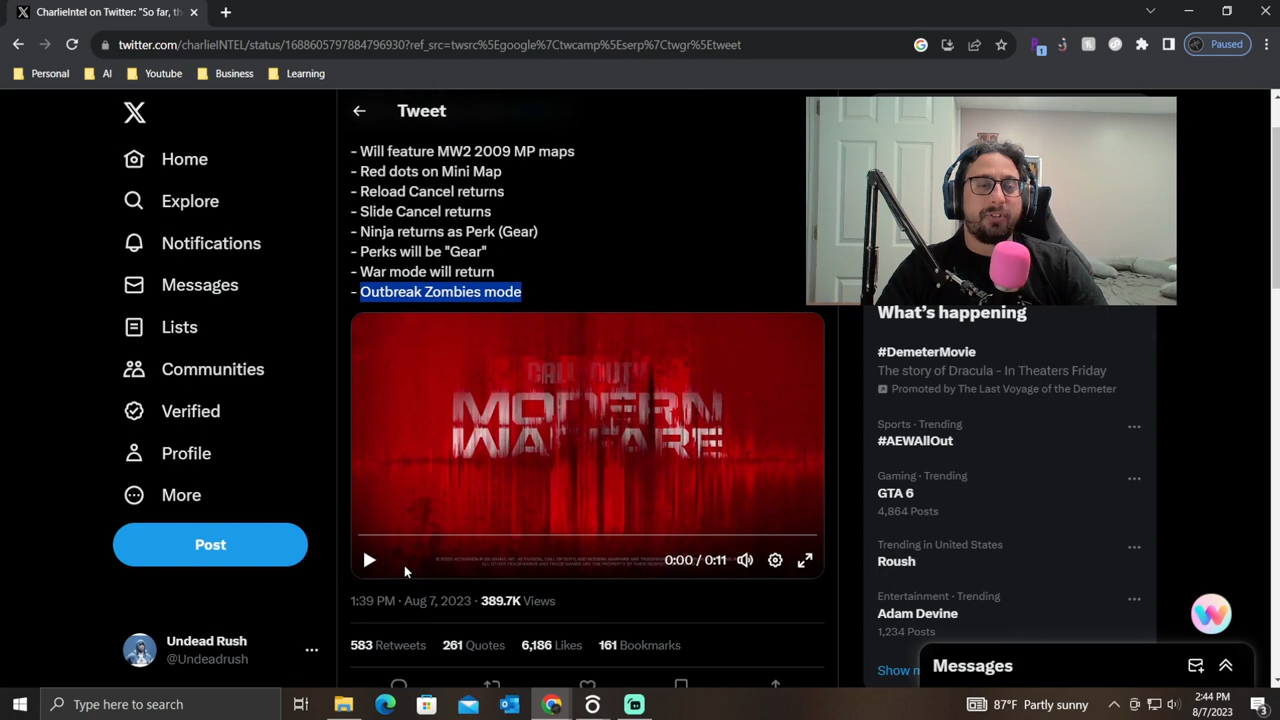 CharlieIntel on Twitter: "So far, th
twitter.com/charlieINTEL/status/1688605797884796930?ref_src=twsrc%5Egoogle%7Ctwcamp%5Eserp%7Ctwgr%5Etweet
1
Paused
Personal
AI
Youtube
Business
Learning
Tweet
Home
Explore
Notifications
Messages
Lists
Communities
Verified
Profile
More
Post
Undead Rush
@Undeadrush
- Will feature MW2 2009 MP maps
- Red dots on Mini Map
- Reload Cancel returns
- Slide Cancel returns
- Ninja returns as Perk (Gear)
- Perks will be "Gear"
- War mode will return
- Outbreak Zombies mode
CALL OF DUTY
MODERN
WARFARE
0:00 / 0:11
1:39 PM · Aug 7, 2023 · 389.7K Views
583 Retweets 261 Quotes 6,186 Likes 161 Bookmarks
What's happening
#DemeterMovie
The story of Dracula - In Theaters Friday
Promoted by The Last Voyage of the Demeter
Sports · Trending
#AEWAllOut
Gaming · Trending
GTA 6
4,864 Posts
Trending in United States
Roush
Entertainment · Trending
Adam Devine
1,234 Posts
Show
Messages
Type here to search
87°F Partly sunny
2:44 PM
8/7/2023
3